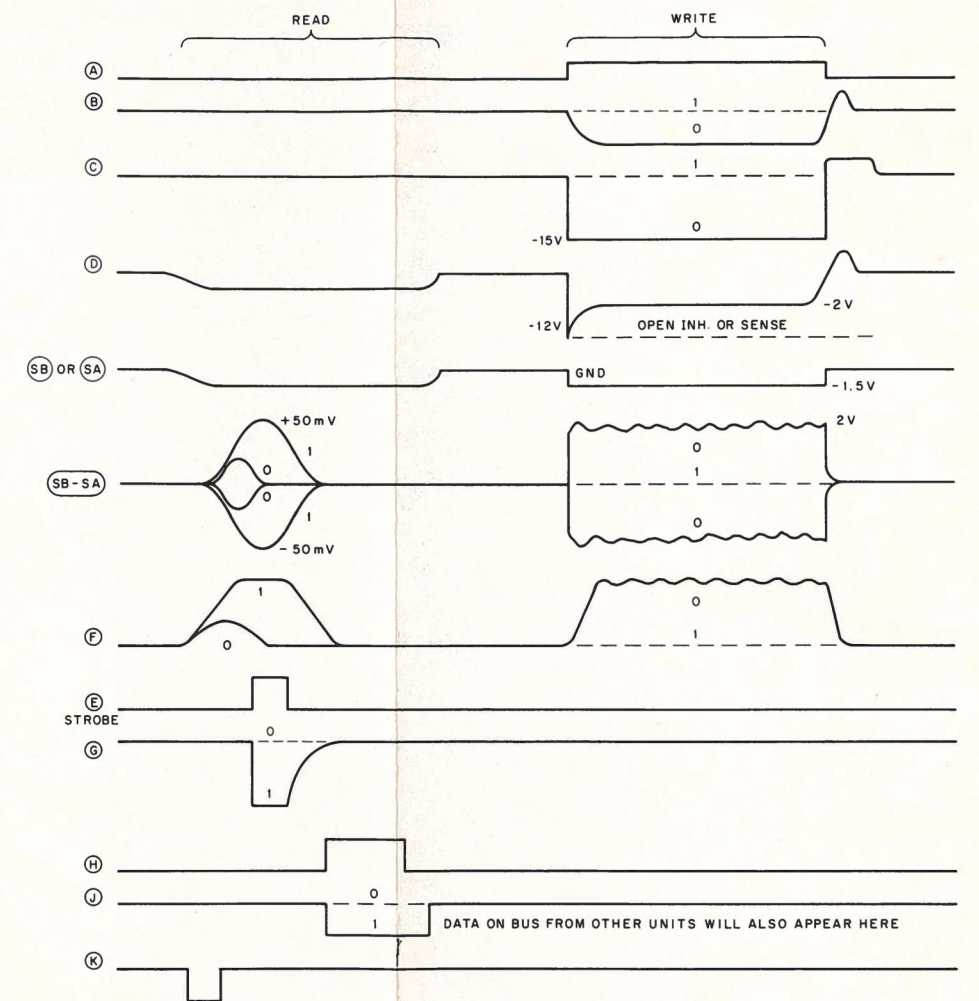 READ
WRITE
A
B
1
0
C
1
0
-15V
D
-2V
-12V
OPEN INH. OR SENSE
SB OR SA
GND
-1.5V
+50mV
2V
1
0
0
1
0
SB-SA
1
0
-50mV
1
0
0
1
F
E
STROBE
0
G
1
H
0
J
1
DATA ON BUS FROM OTHER UNITS WILL ALSO APPEAR HERE
K